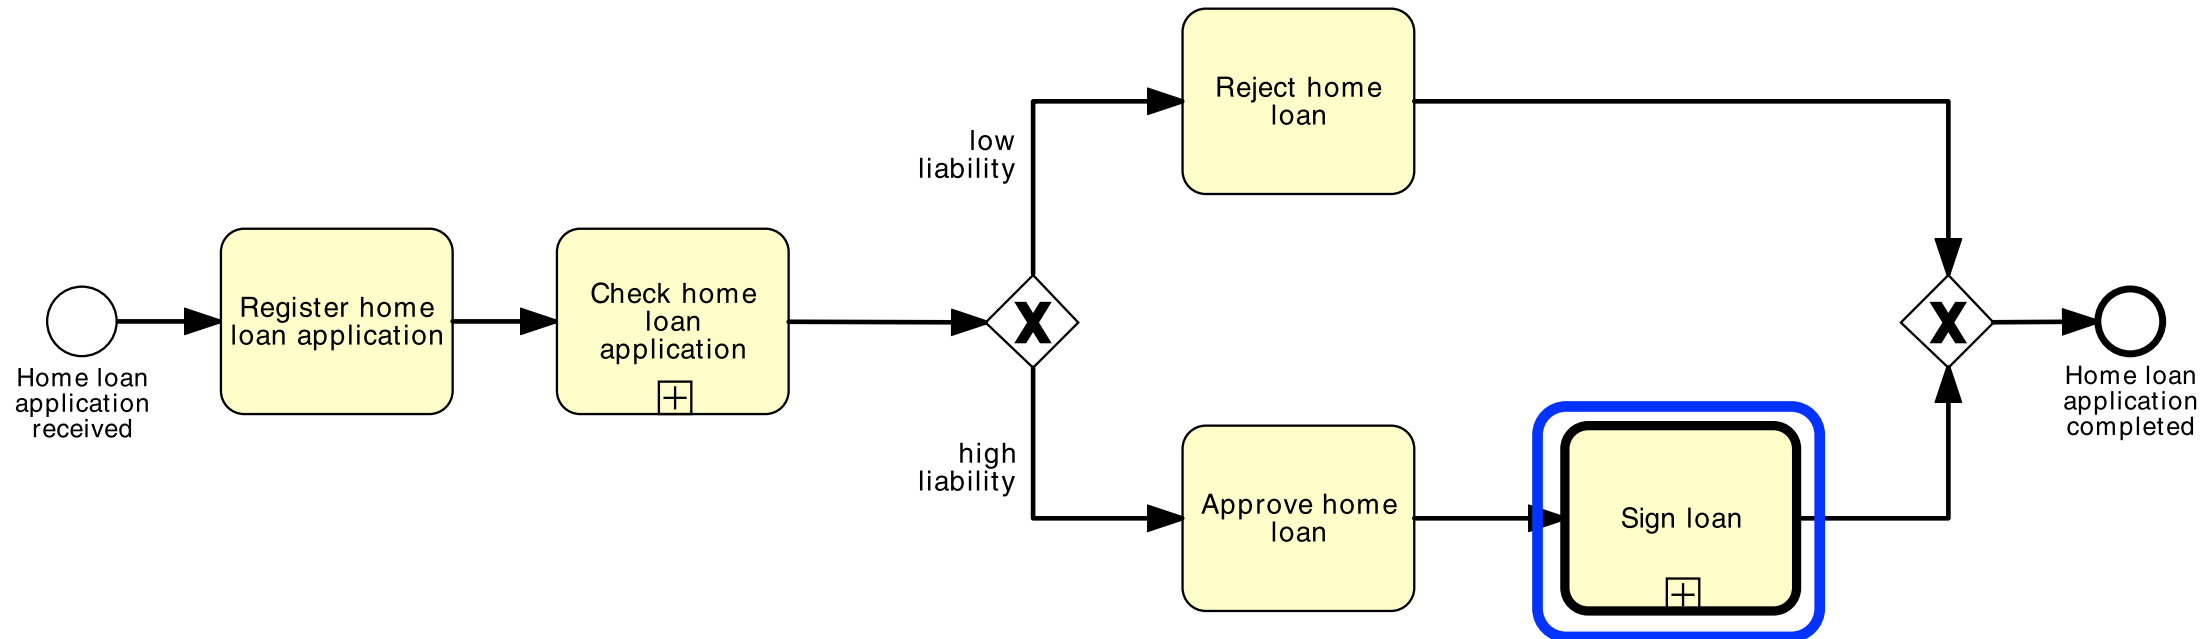 Home loan
application
received
Register home
loan application
Check home
loan
application
low
liability
high
liability
X
Reject home
loan
Approve home
loan
Sign loan
X
Home loan
application
completed